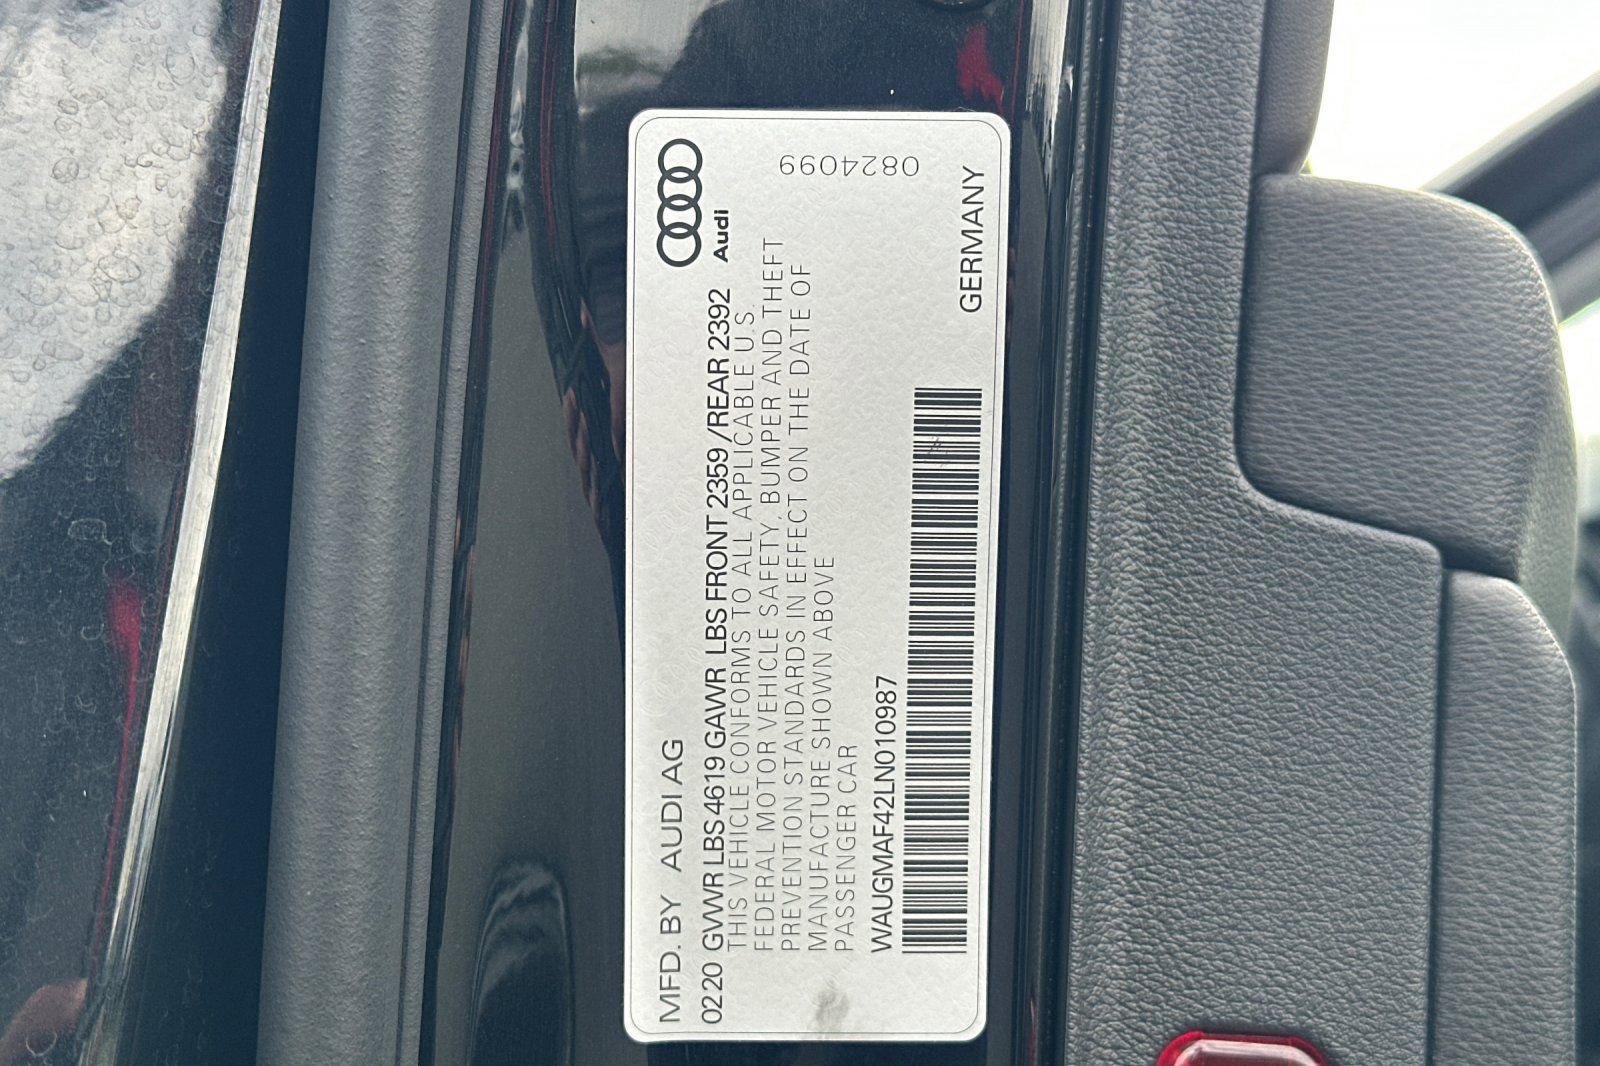 MFD. BY AUDI AG
Audi
0220 GVWR LBS 4619 GAWR LBS FRONT 2359 /REAR 2392
THIS VEHICLE CONFORMS TO ALL APPLICABLE U.S.
FEDERAL MOTOR VEHICLE SAFETY, BUMPER AND THEFT
PREVENTION STANDARDS IN EFFECT ON THE DATE OF
MANUFACTURE SHOWN ABOVE
PASSENGER CAR
WAUGMAF42LN010987
GERMANY
0824099